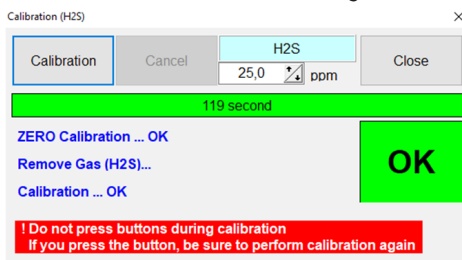 Calibration (H2S)
Calibration
Cancel
H2S
25,0
ppm
Close
119 second
ZERO Calibration ... OK
Remove Gas (H2S)...
Calibration ... OK
OK
! Do not press buttons during calibration
If you press the button, be sure to perform calibration again